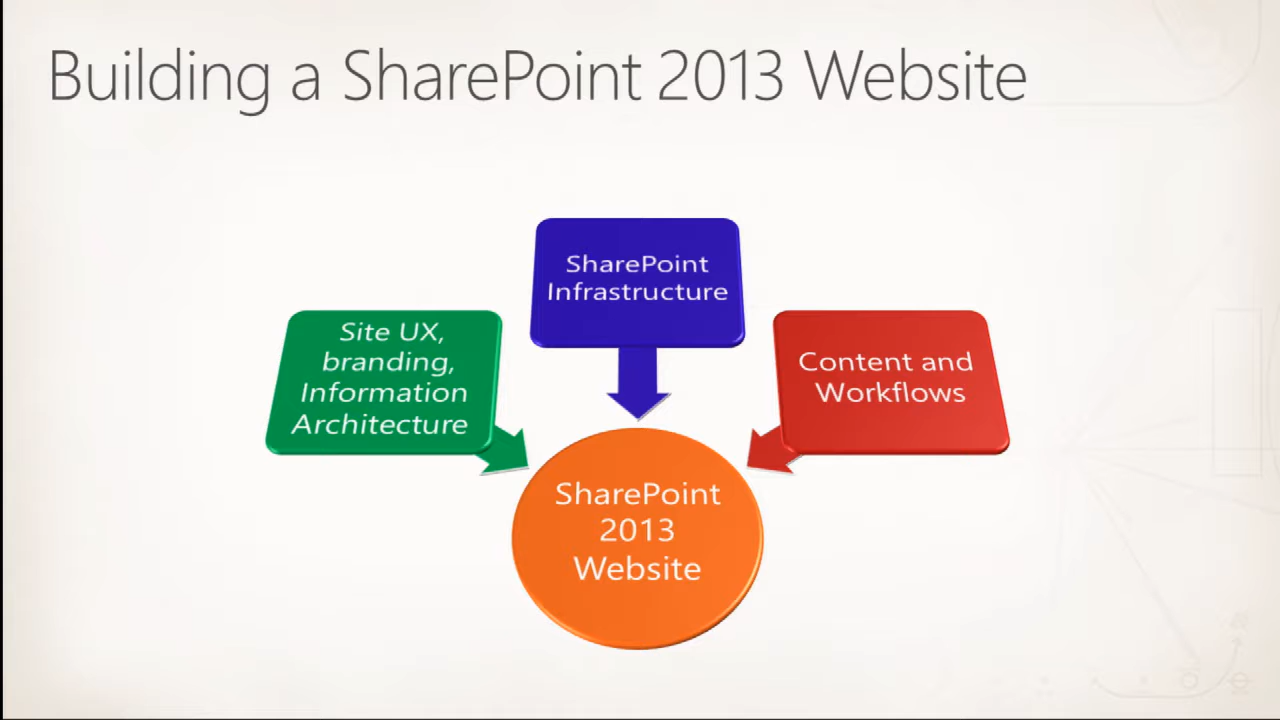 Building a SharePoint 2013 Website
SharePoint
Infrastructure
Site UX,
branding,
Information
Architecture
Content and
Workflows
SharePoint
2013
Website